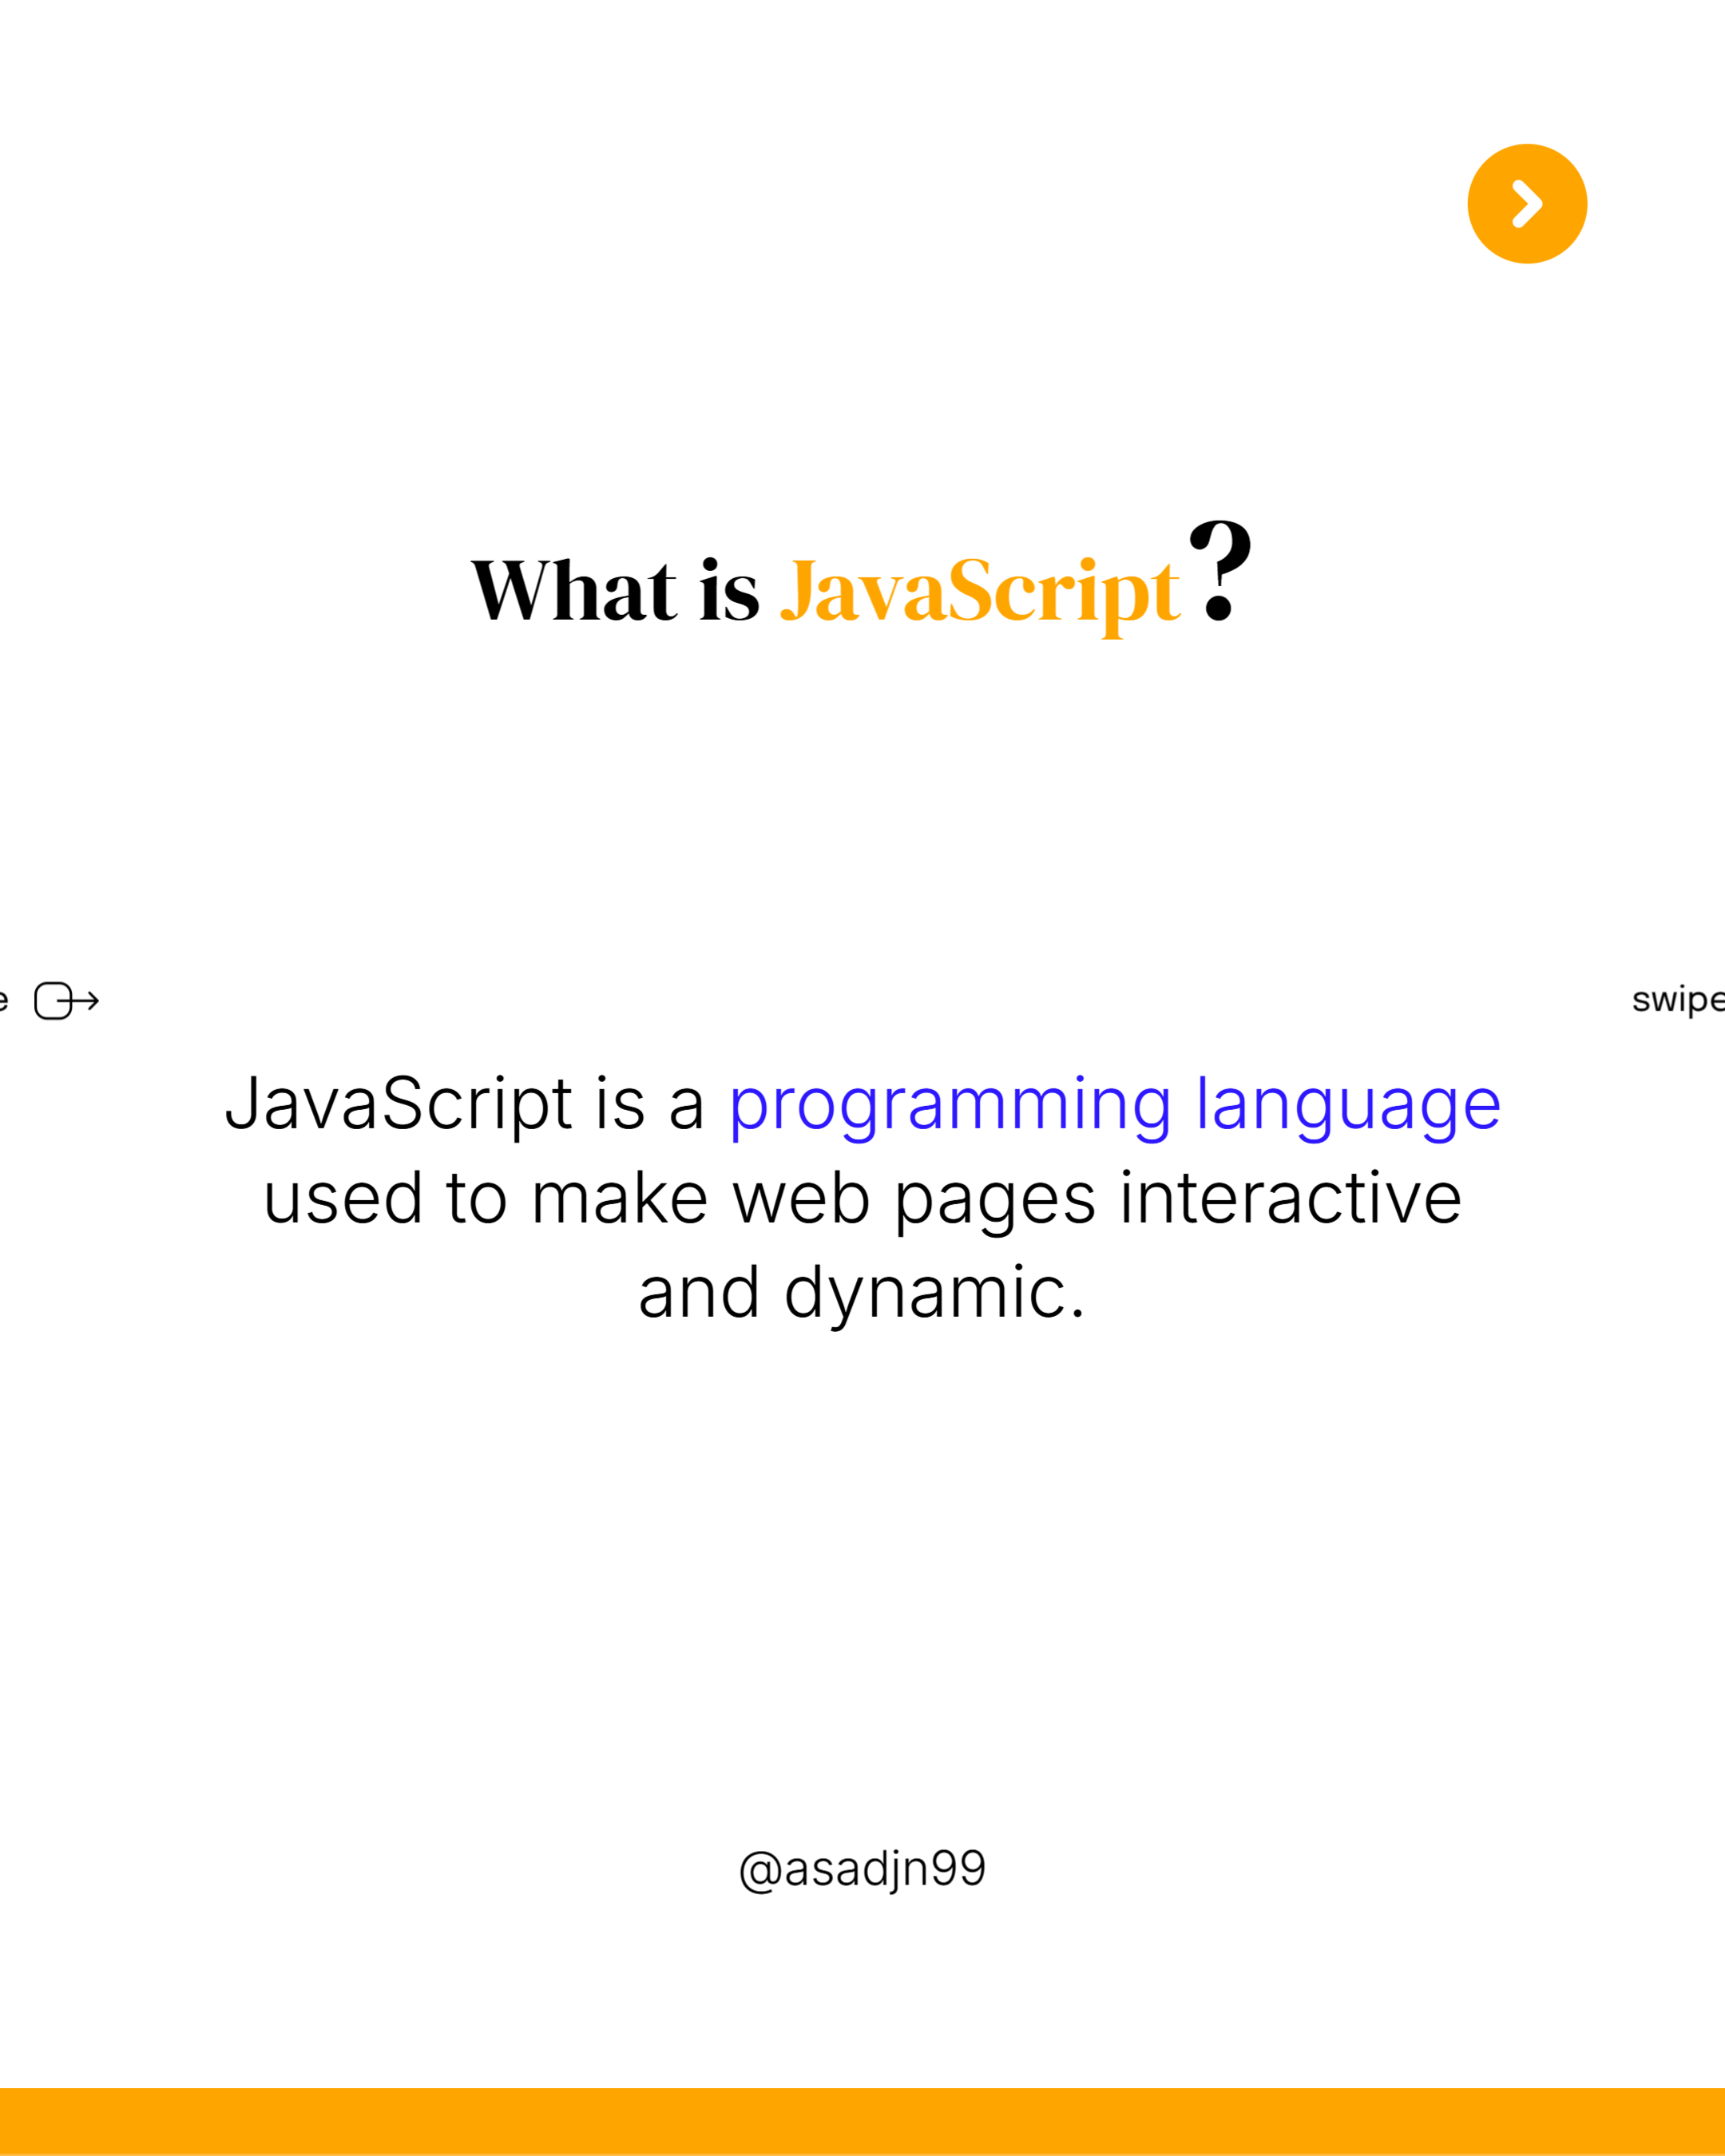 What is JavaScript ?
e
swipe
JavaScript is a programming language
used to make web pages interactive
and dynamic.
@asadjn99